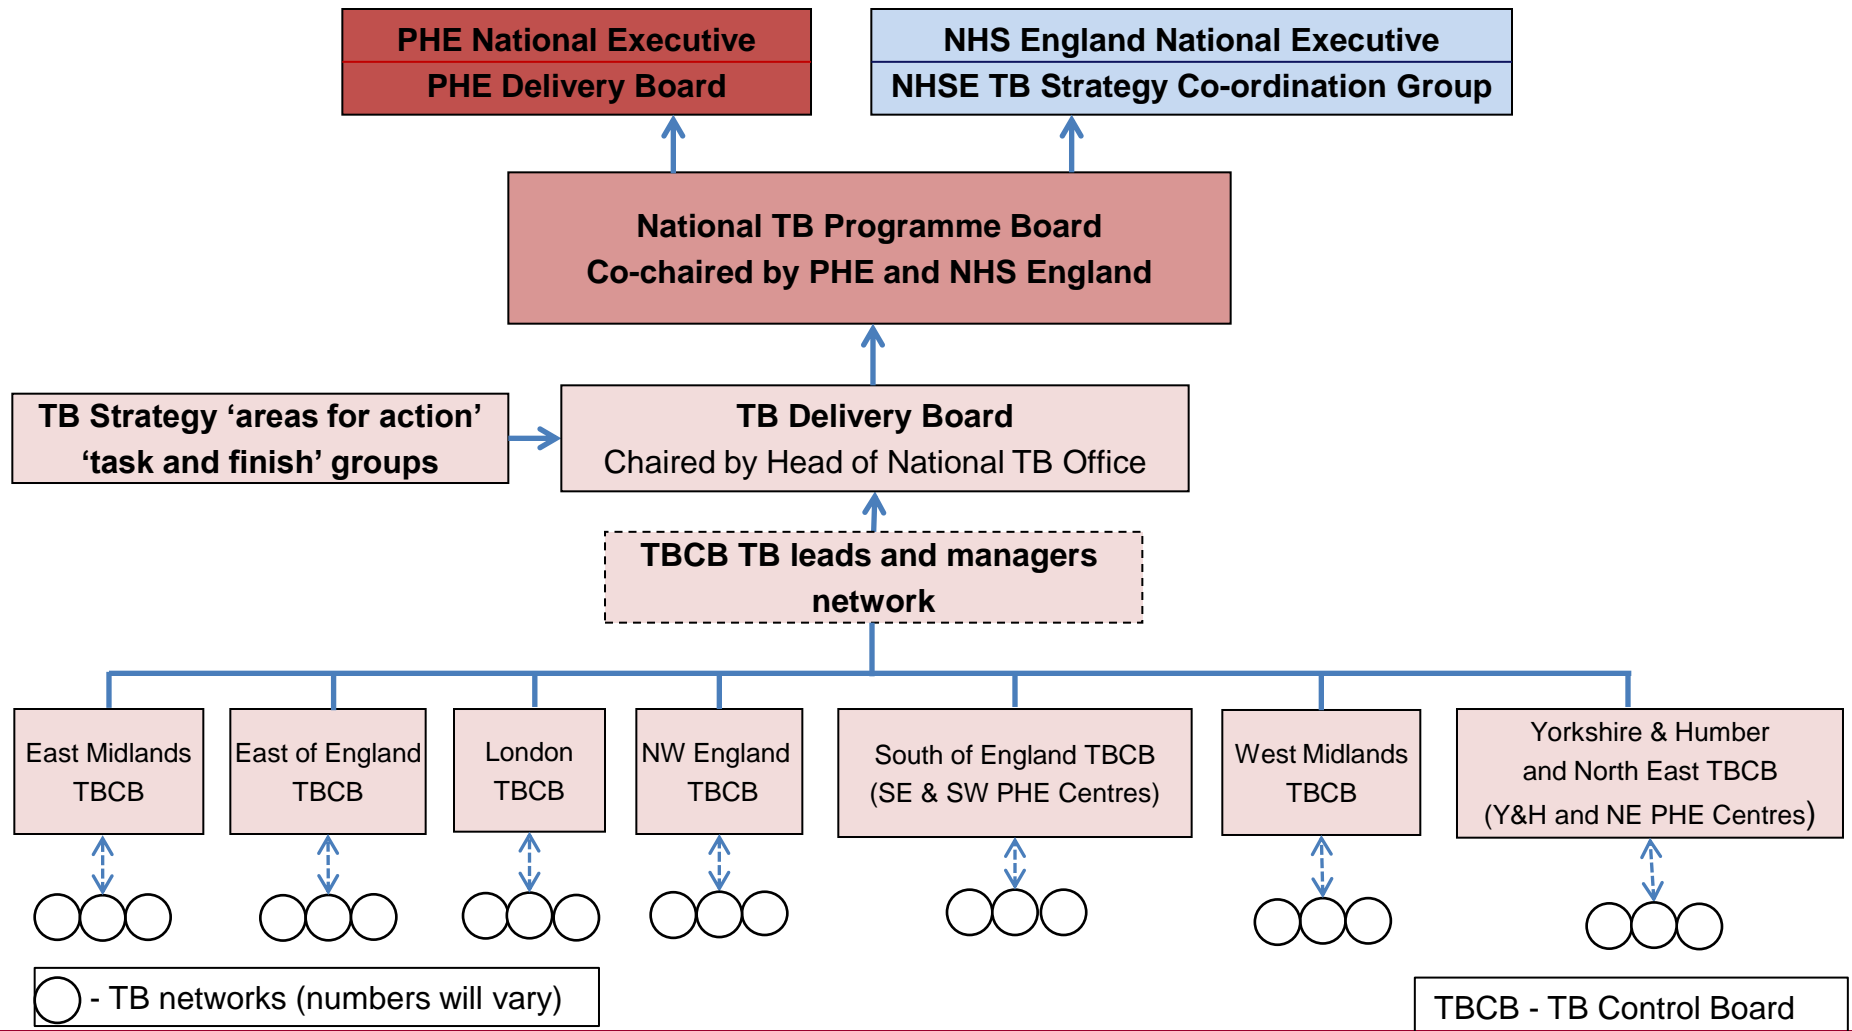 PHE National Executive
PHE Delivery Board
NHS England National Executive
NHSE TB Strategy Co-ordination Group
National TB Programme Board
Co-chaired by PHE and NHS England
TB Strategy ‘areas for action’
‘task and finish’ groups
TB Delivery Board
Chaired by Head of National TB Office
TBCB TB leads and managers
network
East Midlands
TBCB
East of England
TBCB
London
TBCB
NW England
TBCB
South of England TBCB
(SE & SW PHE Centres)
West Midlands
TBCB
Yorkshire & Humber
and North East TBCB
(Y&H and NE PHE Centres)
- TB networks (numbers will vary)
TBCB - TB Control Board